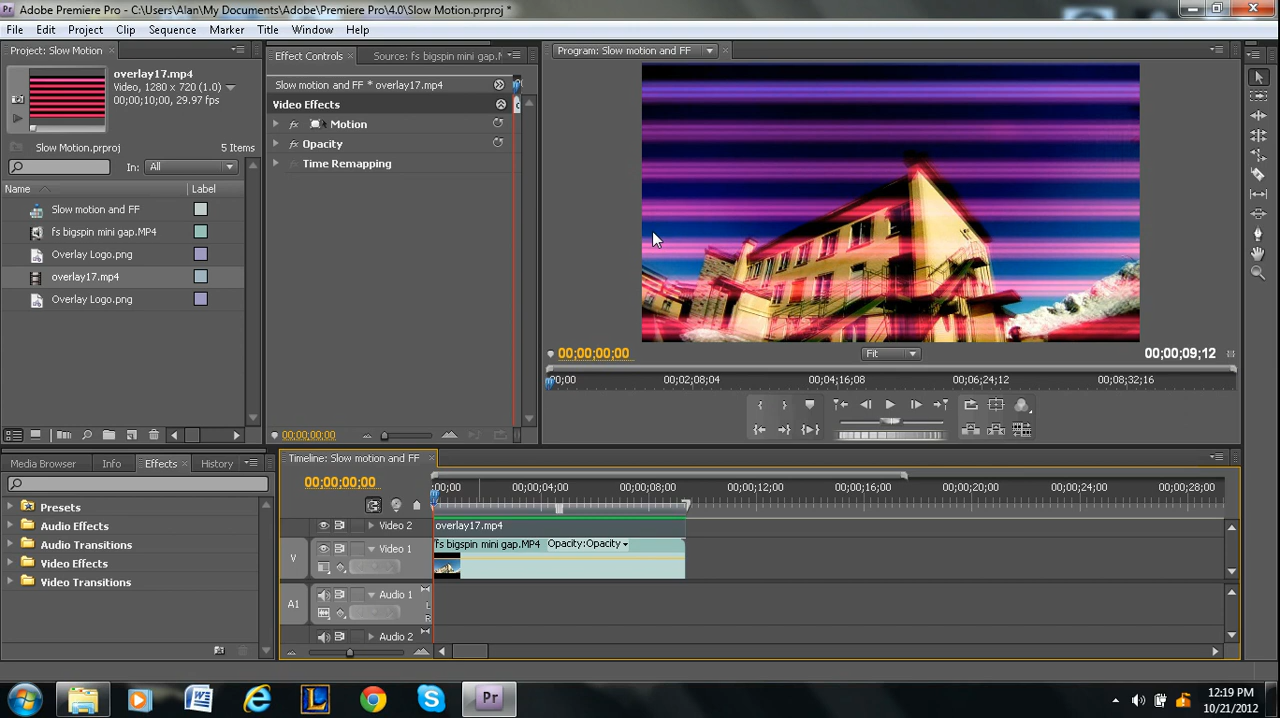 Adobe Premiere Pro - C:\Users\Alan\My Documents\Adobe\Premiere Pro\4.0\Slow Motion.prproj *
File Edit Project Clip Sequence Marker Title Window Help
Project: Slow Motion
overlay17.mp4
Video, 1280 x 720 (1.0)
00;00;10;00, 29.97 fps
Slow Motion.prproj 5 Items
In: All
Name Label
Slow motion and FF
fs bigspin mini gap.MP4
Overlay Logo.png
overlay17.mp4
Overlay Logo.png
Effect Controls Source: fs bigspin mini gap.M
Slow motion and FF * overlay17.mp4
Video Effects
Motion
Opacity
Time Remapping
00;00;00;00
Program: Slow motion and FF
00;00;00;00 Fit 00;00;09;12
00;00 00;02;08;04 00;04;16;08 00;06;24;12 00;08;32;16
Media Browser Info Effects History
Presets
Audio Effects
Audio Transitions
Video Effects
Video Transitions
Timeline: Slow motion and FF
00;00;00;00
;00;00 00;00;04;00 00;00;08;00 00;00;12;00 00;00;16;00 00;00;20;00 00;00;24;00 00;00;28;00
Video 2 overlay17.mp4
V Video 1 fs bigspin mini gap.MP4 Opacity:Opacity
A1 Audio 1
L
R
Audio 2
12:19 PM
10/21/2012